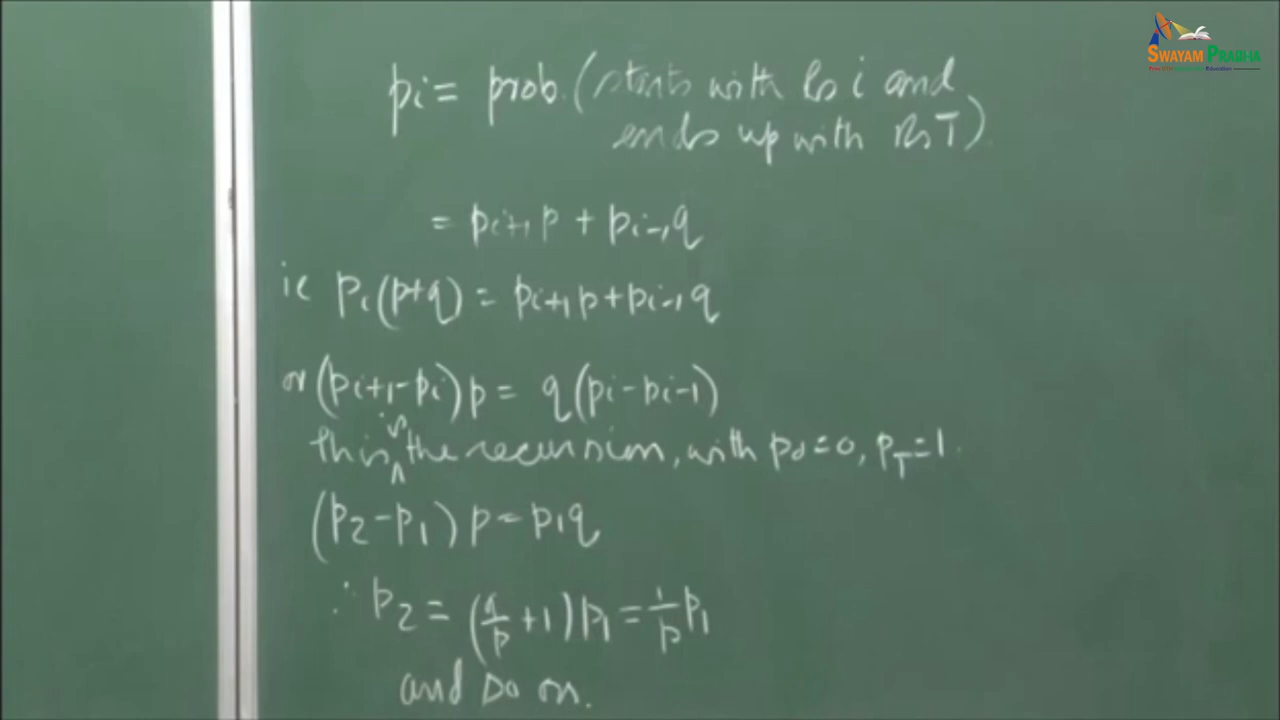 SWAYAM PRABHA
pi = prob. (starts with Rs i and
ends up with Rs T)
= pi+1 p + pi-1 q
ie pi (p+q) = pi+1 p + pi-1 q
or (pi+1 - pi) p = q (pi - pi-1)
this is the recursion, with p0 = 0, pT = 1.
(p2 - p1) p = p1 q
∴ p2 = (q/p + 1) p1 = 1/p p1
and so on.